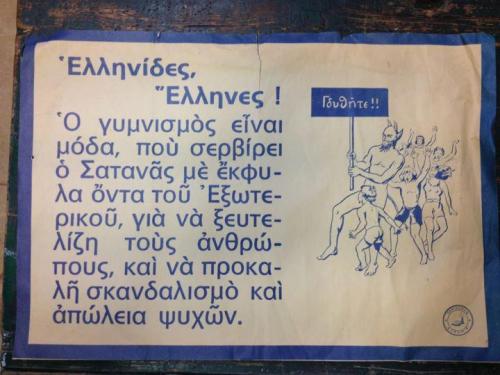 Ἑλληνίδες,
Ἕλληνες !
Ὁ γυμνισμὸς εἶναι
μόδα, ποὺ σερβίρει
ὁ Σατανᾶς μὲ ἔκφυ-
λα ὄντα τοῦ Ἐξωτε-
ρικοῦ, γιὰ νὰ ξευτε-
λίζη τοὺς ἀνθρώ-
πους, καὶ νὰ προκα-
λῆ σκανδαλισμὸ καὶ
ἀπώλεια ψυχῶν.
Γδυθῆτε!!